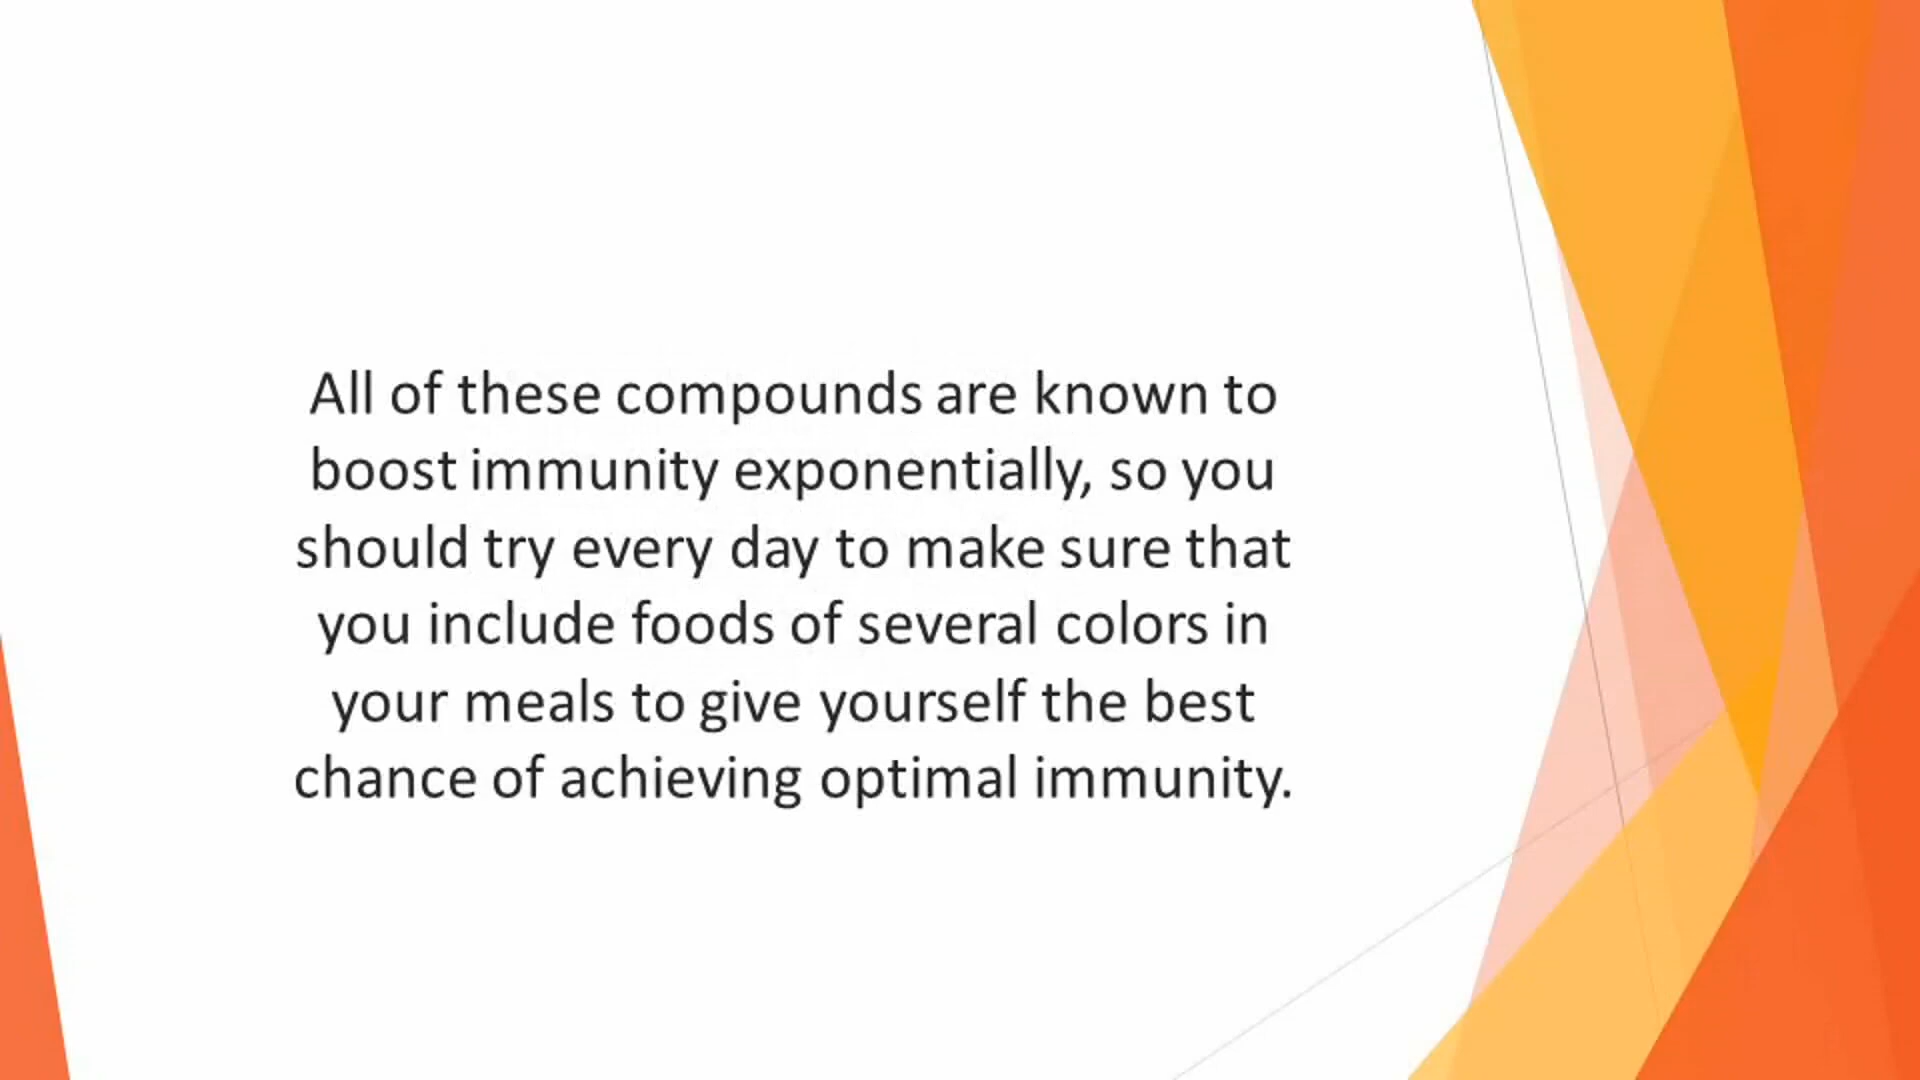 All of these compounds are known to
boost immunity exponentially, so you
should try every day to make sure that
you include foods of several colors in
your meals to give yourself the best
chance of achieving optimal immunity.